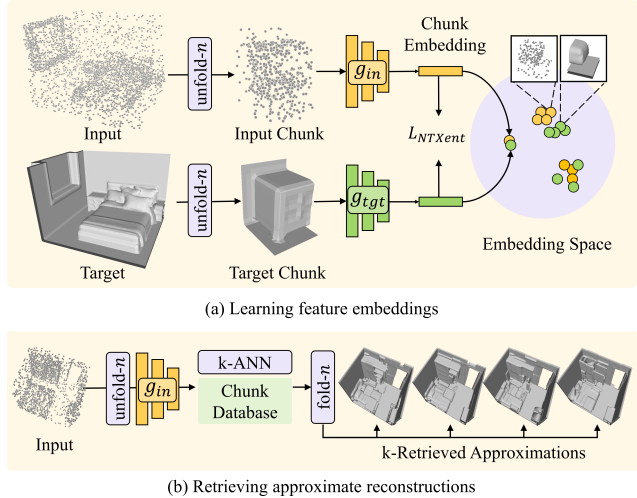 Input
unfold-n
Input Chunk
g_in
Chunk
Embedding
L_NTXent
Target
unfold-n
Target Chunk
g_tgt
Embedding Space
(a) Learning feature embeddings
Input
unfold-n
g_in
k-ANN
Chunk
Database
fold-n
k-Retrieved Approximations
(b) Retrieving approximate reconstructions